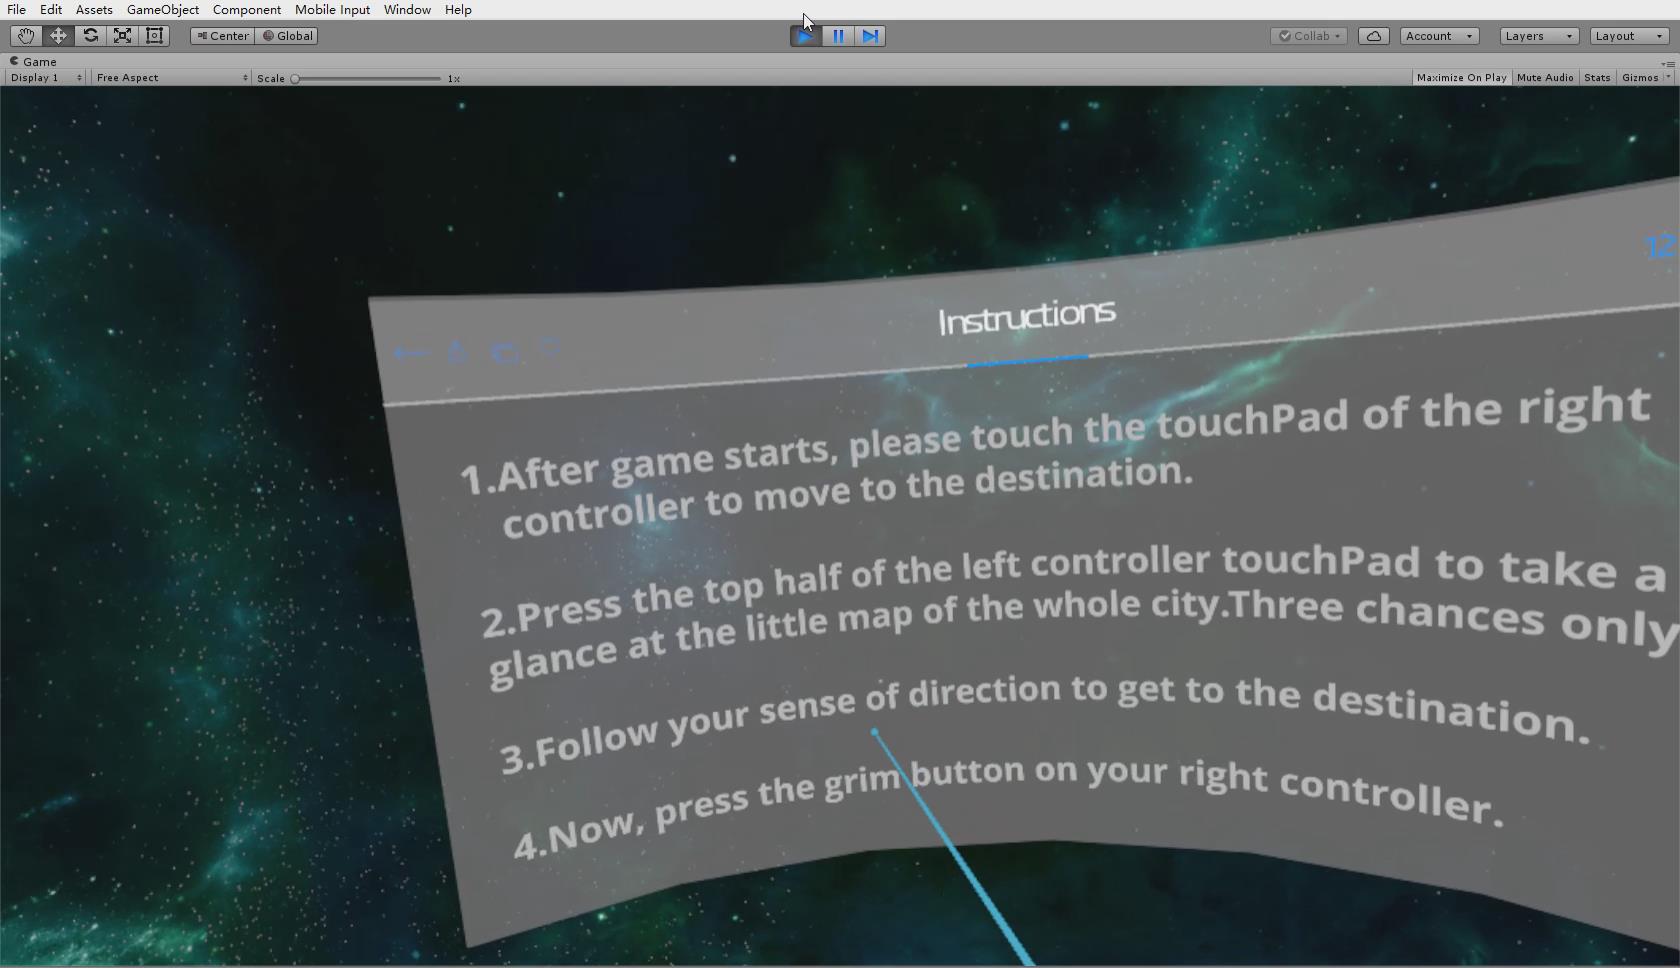 File Edit Assets GameObject Component Mobile Input Window Help
Center Global Collab Account Layers Layout
Game
Display 1 Free Aspect Scale 1x Maximize On Play Mute Audio Stats Gizmos
12
Instructions
1.After game starts, please touch the touchPad of the right
controller to move to the destination.
2.Press the top half of the left controller touchPad to take a
glance at the little map of the whole city.Three chances only
3.Follow your sense of direction to get to the destination.
4.Now, press the grim button on your right controller.